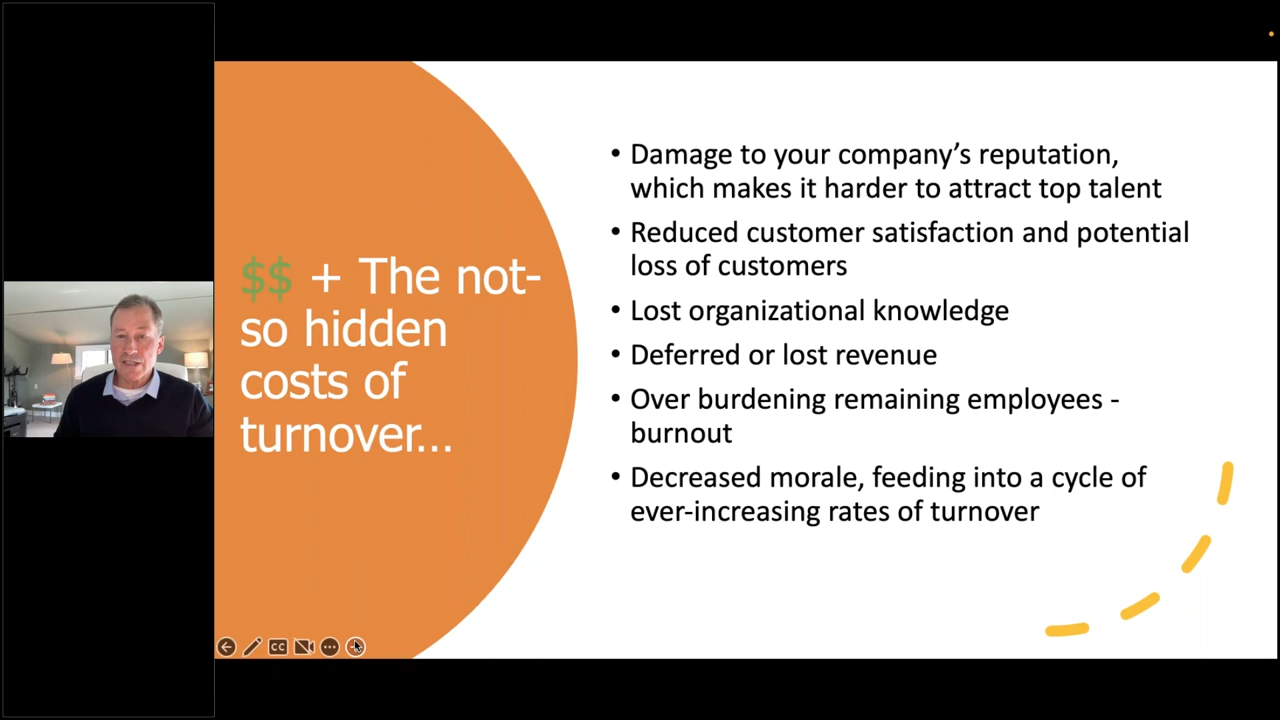 $$ + The not-
so hidden
costs of
turnover...
• Damage to your company’s reputation,
which makes it harder to attract top talent
• Reduced customer satisfaction and potential
loss of customers
• Lost organizational knowledge
• Deferred or lost revenue
• Over burdening remaining employees -
burnout
• Decreased morale, feeding into a cycle of
ever-increasing rates of turnover
CC